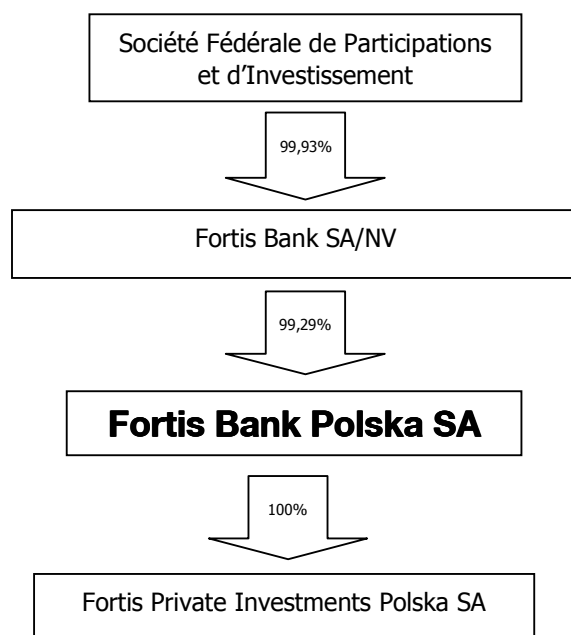 Société Fédérale de Participations
et d’Investissement
99,93%
Fortis Bank SA/NV
99,29%
Fortis Bank Polska SA
100%
Fortis Private Investments Polska SA